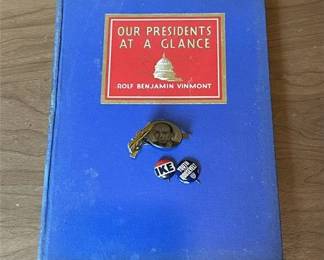 OUR PRESIDENTS
AT A GLANCE
ROLF BENJAMIN VINMONT
IKE